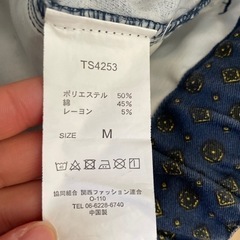 TS4253
ポリエステル 50%
綿 45%
レーヨン 5%
SIZE M
協同組合 関西ファッション連合
O-110
TEL 06-6228-6740
中国製